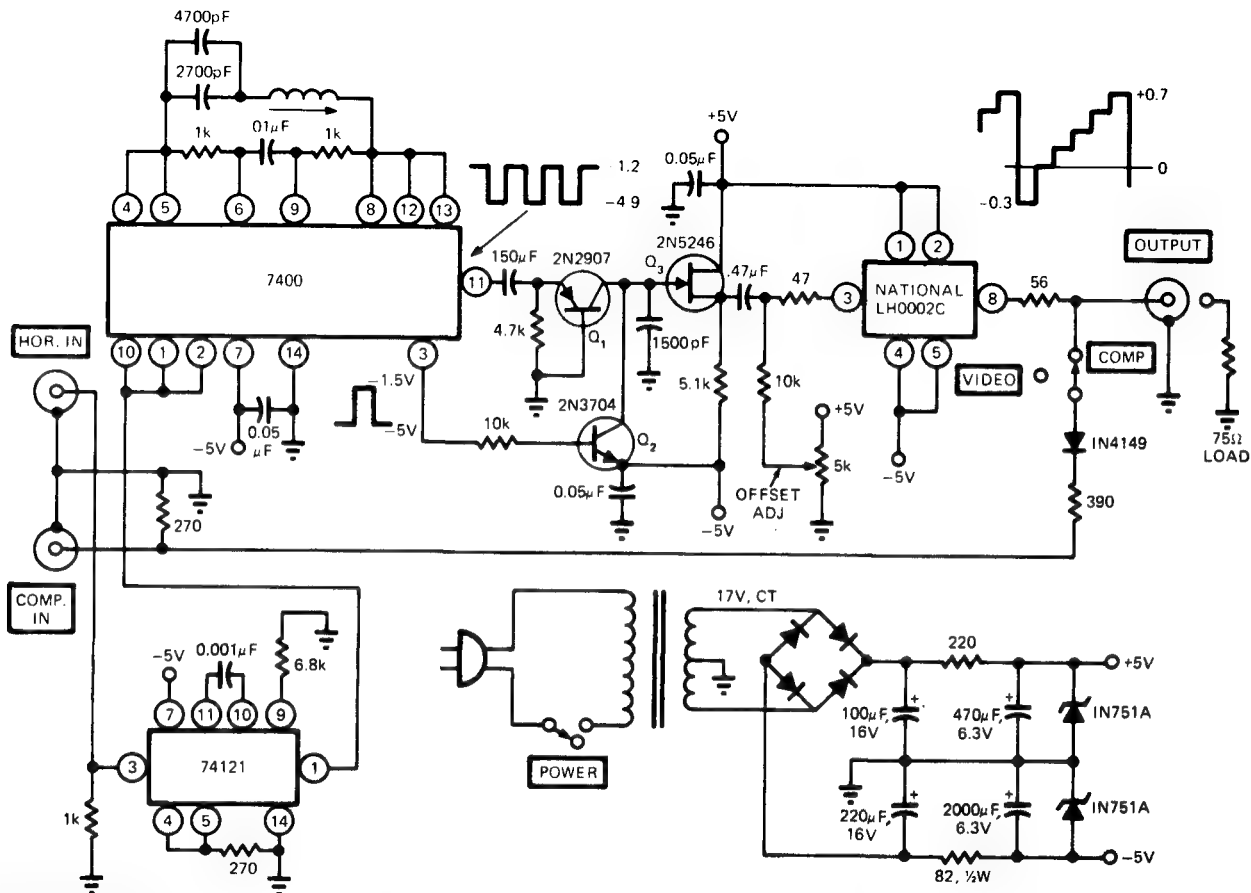 4700pF
2700pF
1k
.01μF
1k
4
5
6
9
8
12
13
7400
11
10
1
2
7
14
3
-5V
0.05
μF
-1.2
-4.9
150μF
2N2907
4.7k
Q1
+5V
0.05μF
2N5246
Q3
.47μF
47
1500pF
5.1k
10k
-1.5V
-5V
10k
2N3704
Q2
0.05μF
-5V
OFFSET
ADJ
+5V
5k
1
2
3
NATIONAL
LH0002C
8
4
5
-5V
56
+0.7
0
-0.3
OUTPUT
COMP
VIDEO
75Ω
LOAD
IN4149
390
HOR. IN
270
COMP.
IN
-5V
0.001μF
6.8k
7
11
10
9
3
74121
1
4
5
14
1k
270
POWER
17V, CT
220
+5V
100μF,
16V
+
470μF,
6.3V
+
IN751A
220μF,
16V
+
2000μF,
6.3V
+
IN751A
82, ½W
-5V